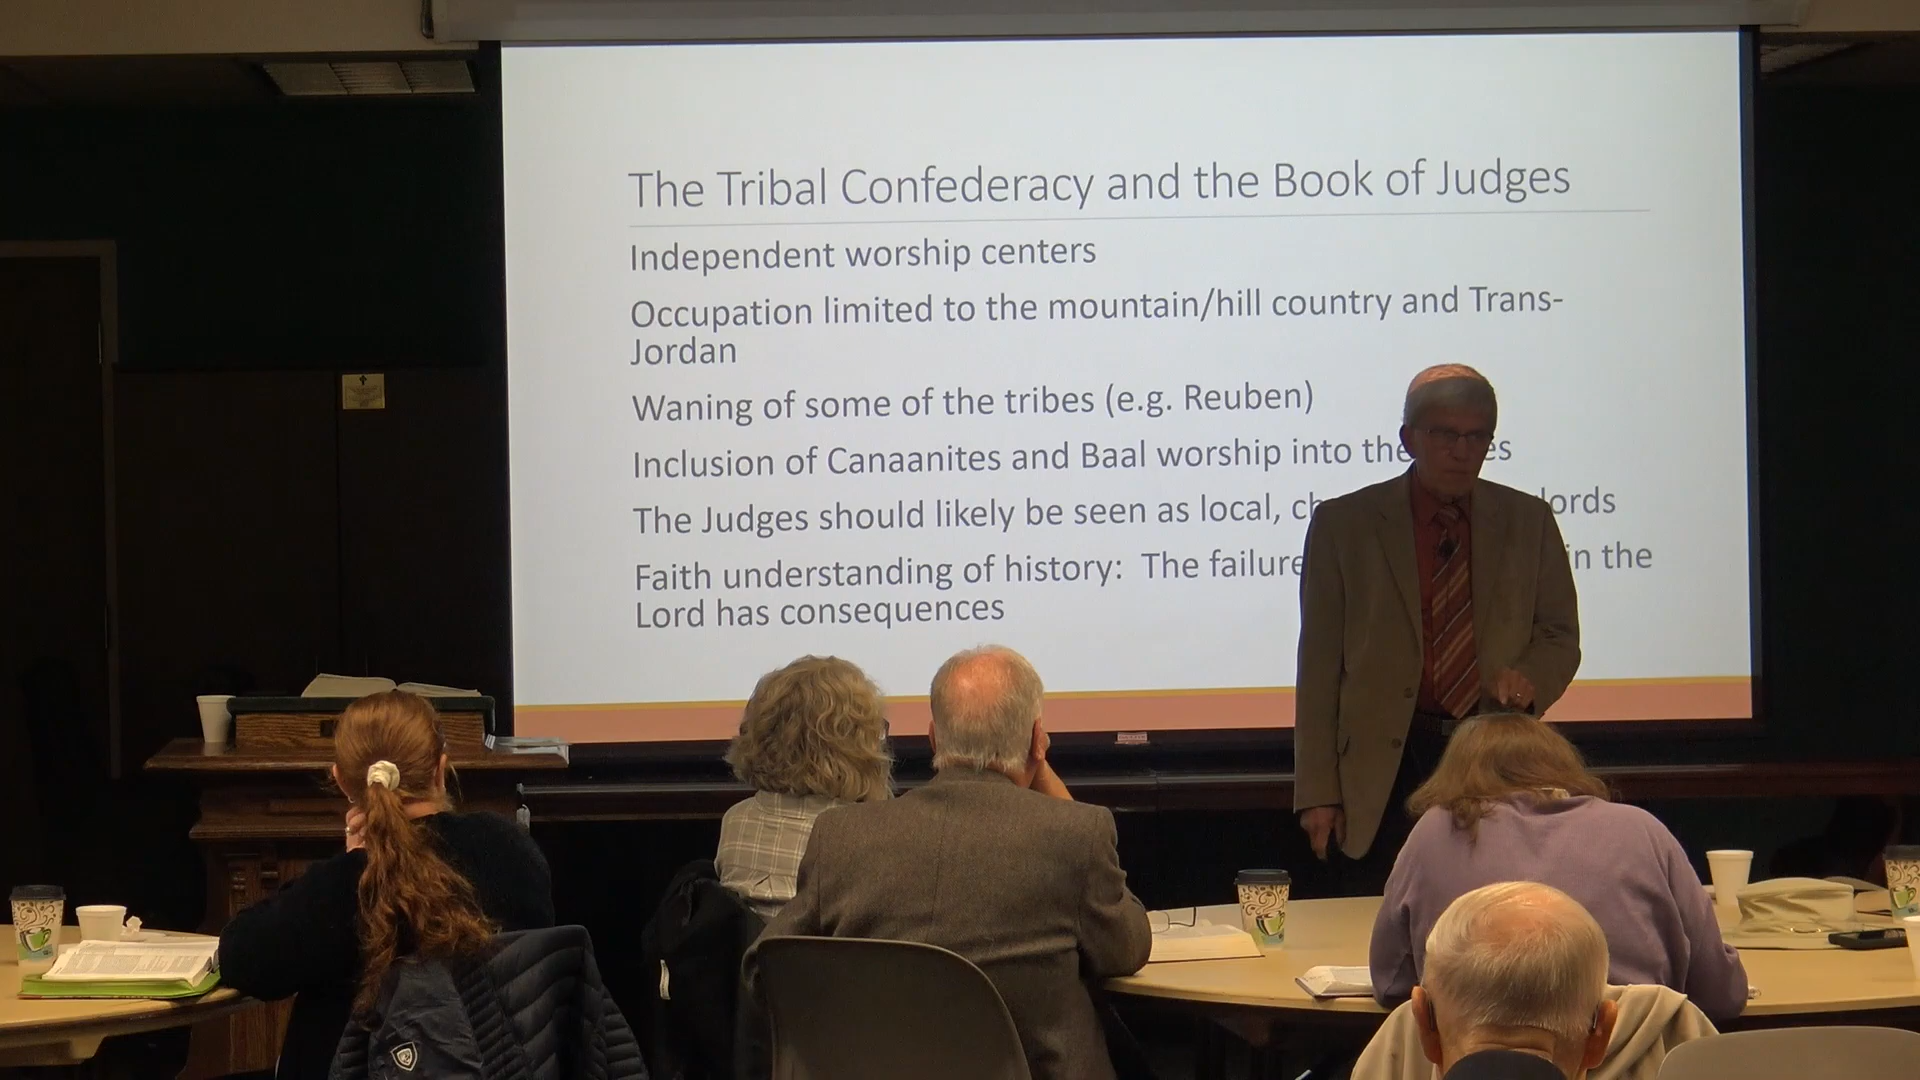 The Tribal Confederacy and the Book of Judges
Independent worship centers
Occupation limited to the mountain/hill country and Trans-
Jordan
Waning of some of the tribes (e.g. Reuben)
Inclusion of Canaanites and Baal worship into the
The Judges should likely be seen as local,
Faith understanding of history: The failure in the
Lord has consequences